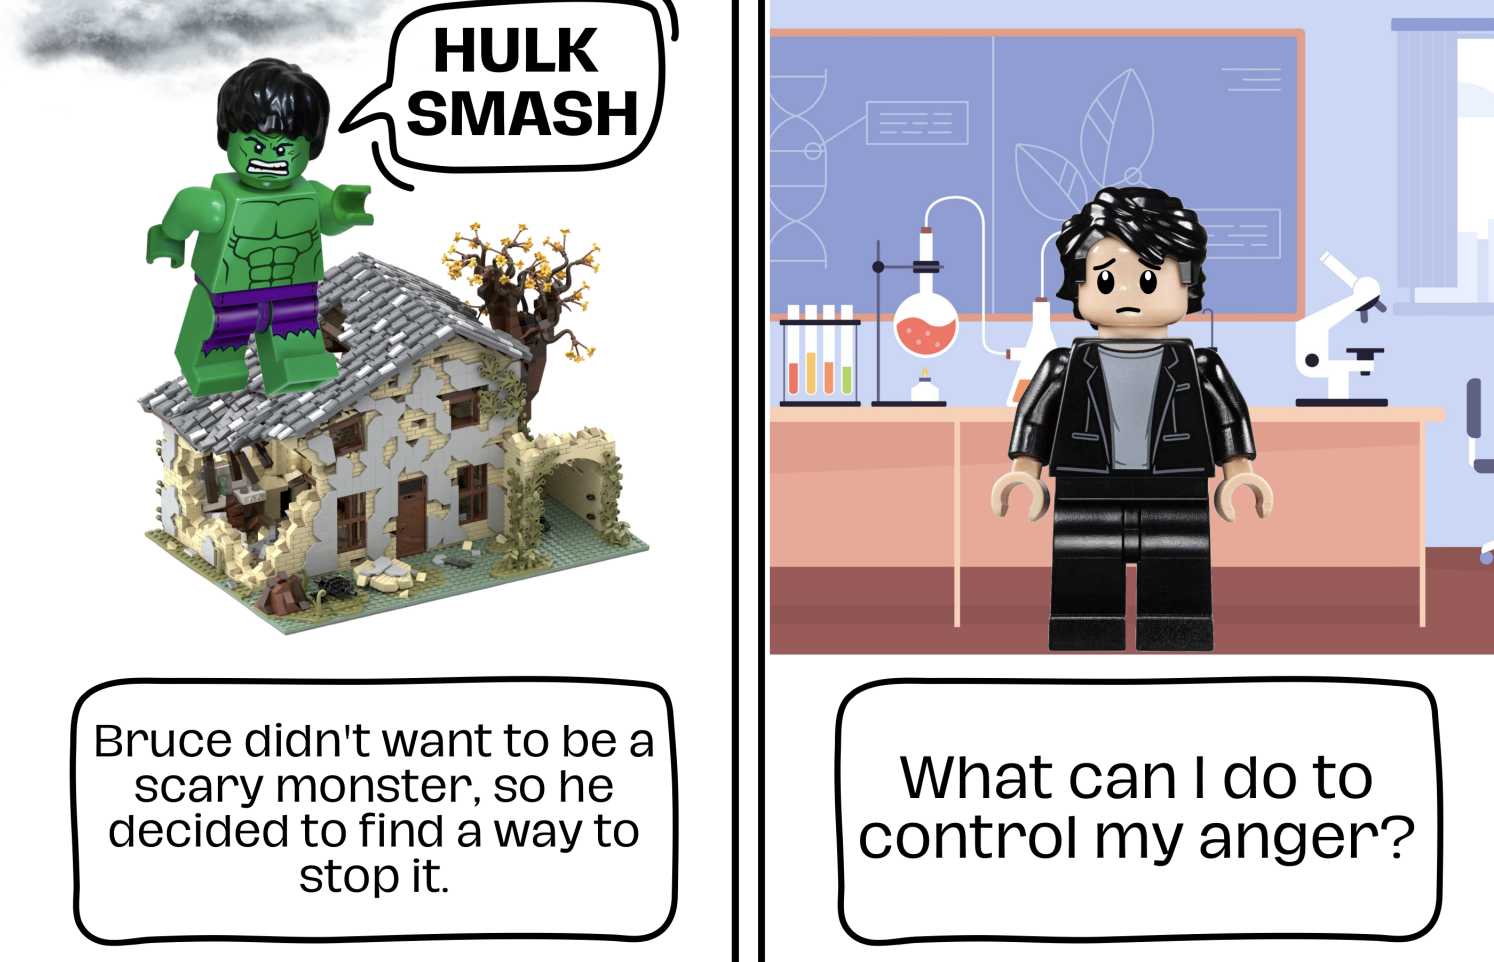 HULK
SMASH
Bruce didn't want to be a
scary monster, so he
decided to find a way to
stop it.
What can I do to
control my anger?